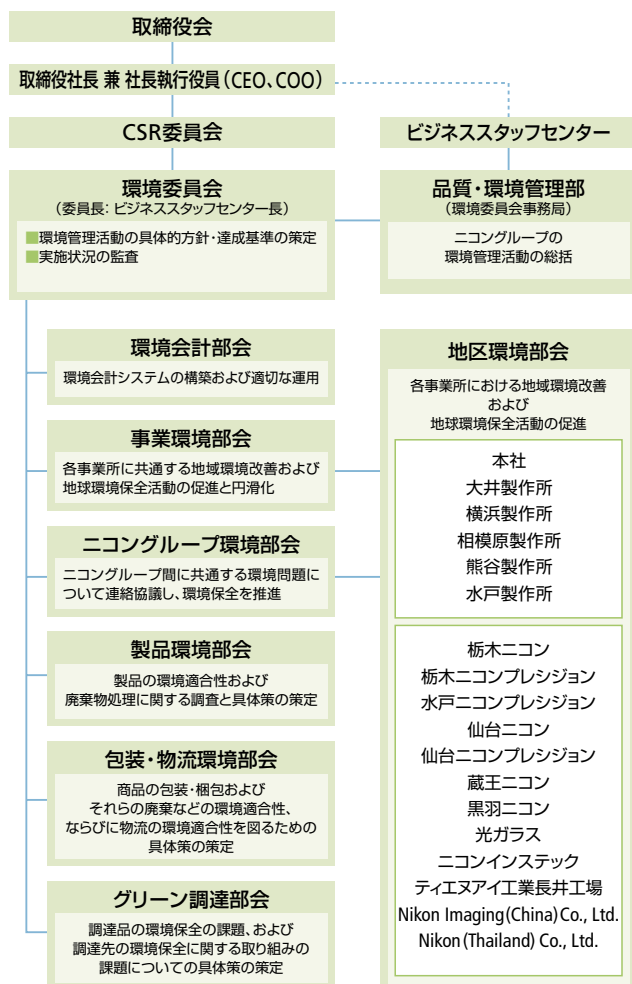 取締役会
取締役社長 兼 社長執行役員（CEO、COO）
CSR委員会
ビジネススタッフセンター
環境委員会
（委員長：ビジネススタッフセンター長）
■環境管理活動の具体的方針・達成基準の策定
■実施状況の監査
品質・環境管理部
（環境委員会事務局）
ニコングループの
環境管理活動の総括
環境会計部会
環境会計システムの構築および適切な運用
事業環境部会
各事業所に共通する地域環境改善および
地球環境保全活動の促進と円滑化
ニコングループ環境部会
ニコングループ間に共通する環境問題に
ついて連絡協議し、環境保全を推進
製品環境部会
製品の環境適合性および
廃棄物処理に関する調査と具体策の策定
包装・物流環境部会
商品の包装・梱包および
それらの廃棄などの環境適合性、
ならびに物流の環境適合性を図るための
具体策の策定
グリーン調達部会
調達品の環境保全の課題、および
調達先の環境保全に関する取り組みの
課題についての具体策の策定
地区環境部会
各事業所における地域環境改善
および
地球環境保全活動の促進
本社
大井製作所
横浜製作所
相模原製作所
熊谷製作所
水戸製作所
栃木ニコン
栃木ニコンプレシジョン
水戸ニコンプレシジョン
仙台ニコン
仙台ニコンプレシジョン
蔵王ニコン
黒羽ニコン
光ガラス
ニコンインステック
ティエヌアイ工業長井工場
Nikon Imaging(China)Co., Ltd.
Nikon(Thailand) Co., Ltd.